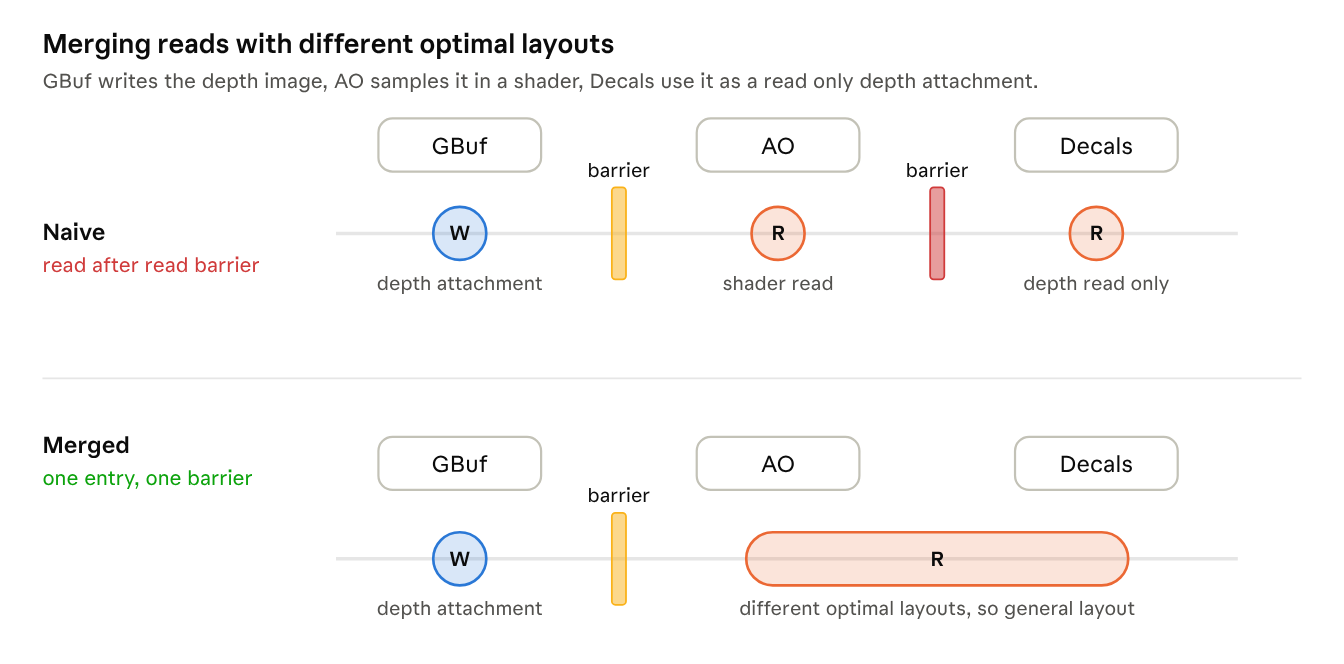 Merging reads with different optimal layouts
GBuf writes the depth image, AO samples it in a shader, Decals use it as a read only depth attachment.
GBuf
AO
Decals
barrier
barrier
Naive
read after read barrier
W
R
R
depth attachment
shader read
depth read only
Merged
one entry, one barrier
GBuf
AO
Decals
barrier
W
R
depth attachment
different optimal layouts, so general layout